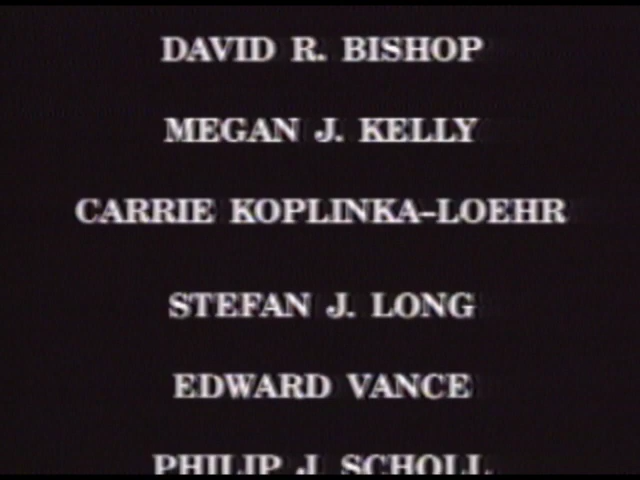 DAVID R. BISHOP
MEGAN J. KELLY
CARRIE KOPLINKA–LOEHR
STEFAN J. LONG
EDWARD VANCE
PHILIP J. SCHOLL